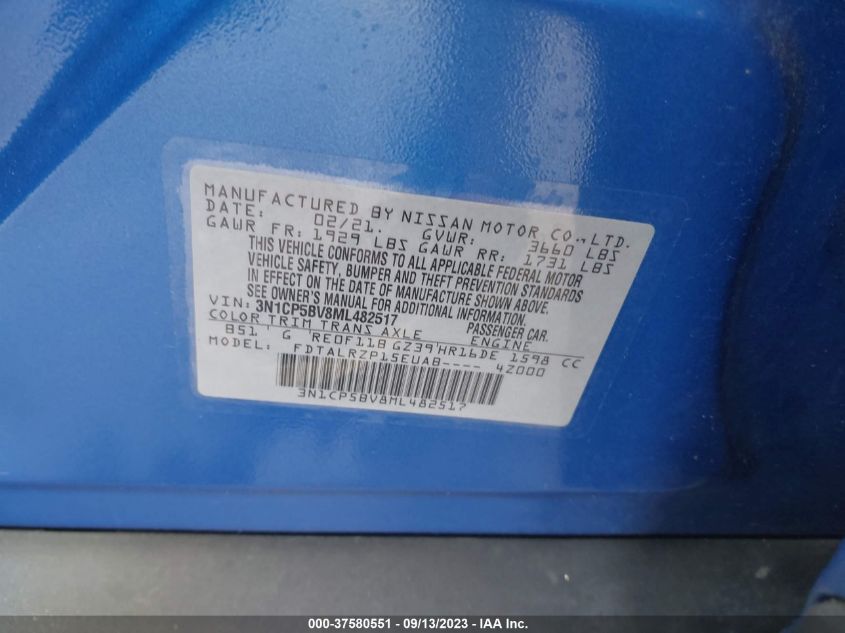 MANUFACTURED BY NISSAN MOTOR CO.,LTD.
DATE: 02/21. GVWR: 3660 LBS
GAWR FR: 1929 LBS GAWR RR: 1731 LBS
THIS VEHICLE CONFORMS TO ALL APPLICABLE FEDERAL MOTOR
VEHICLE SAFETY, BUMPER AND THEFT PREVENTION STANDARDS
IN EFFECT ON THE DATE OF MANUFACTURE SHOWN ABOVE.
SEE OWNER'S MANUAL FOR ADDITIONAL INFORMATION.
VIN: 3N1CP5BV8ML482517 PASSENGER CAR.
COLOR TRIM TRANS AXLE ENGINE
B51 G RE0F11B GZ39 HR16DE 1598 CC
MODEL: FDTALRZP15EUAB---- 4Z000
3N1CP5BV8ML482517
000-37580551 | 09/13/2023 - IAA Inc.